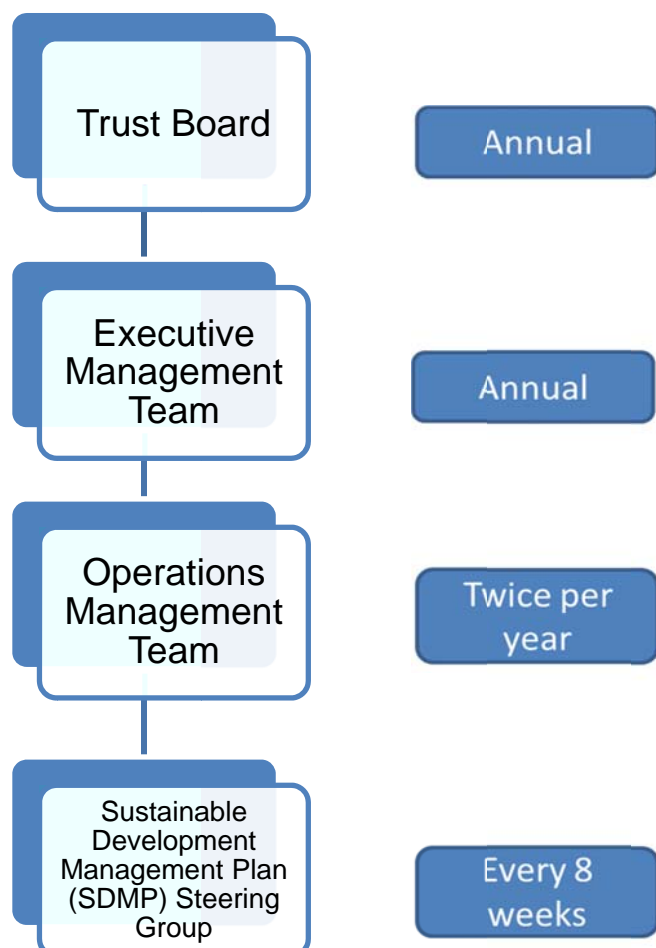 Trust Board
Annual
Executive
Management
Team
Annual
Operations
Management
Team
Twice per
year
Sustainable
Development
Management Plan
(SDMP) Steering
Group
Every 8
weeks